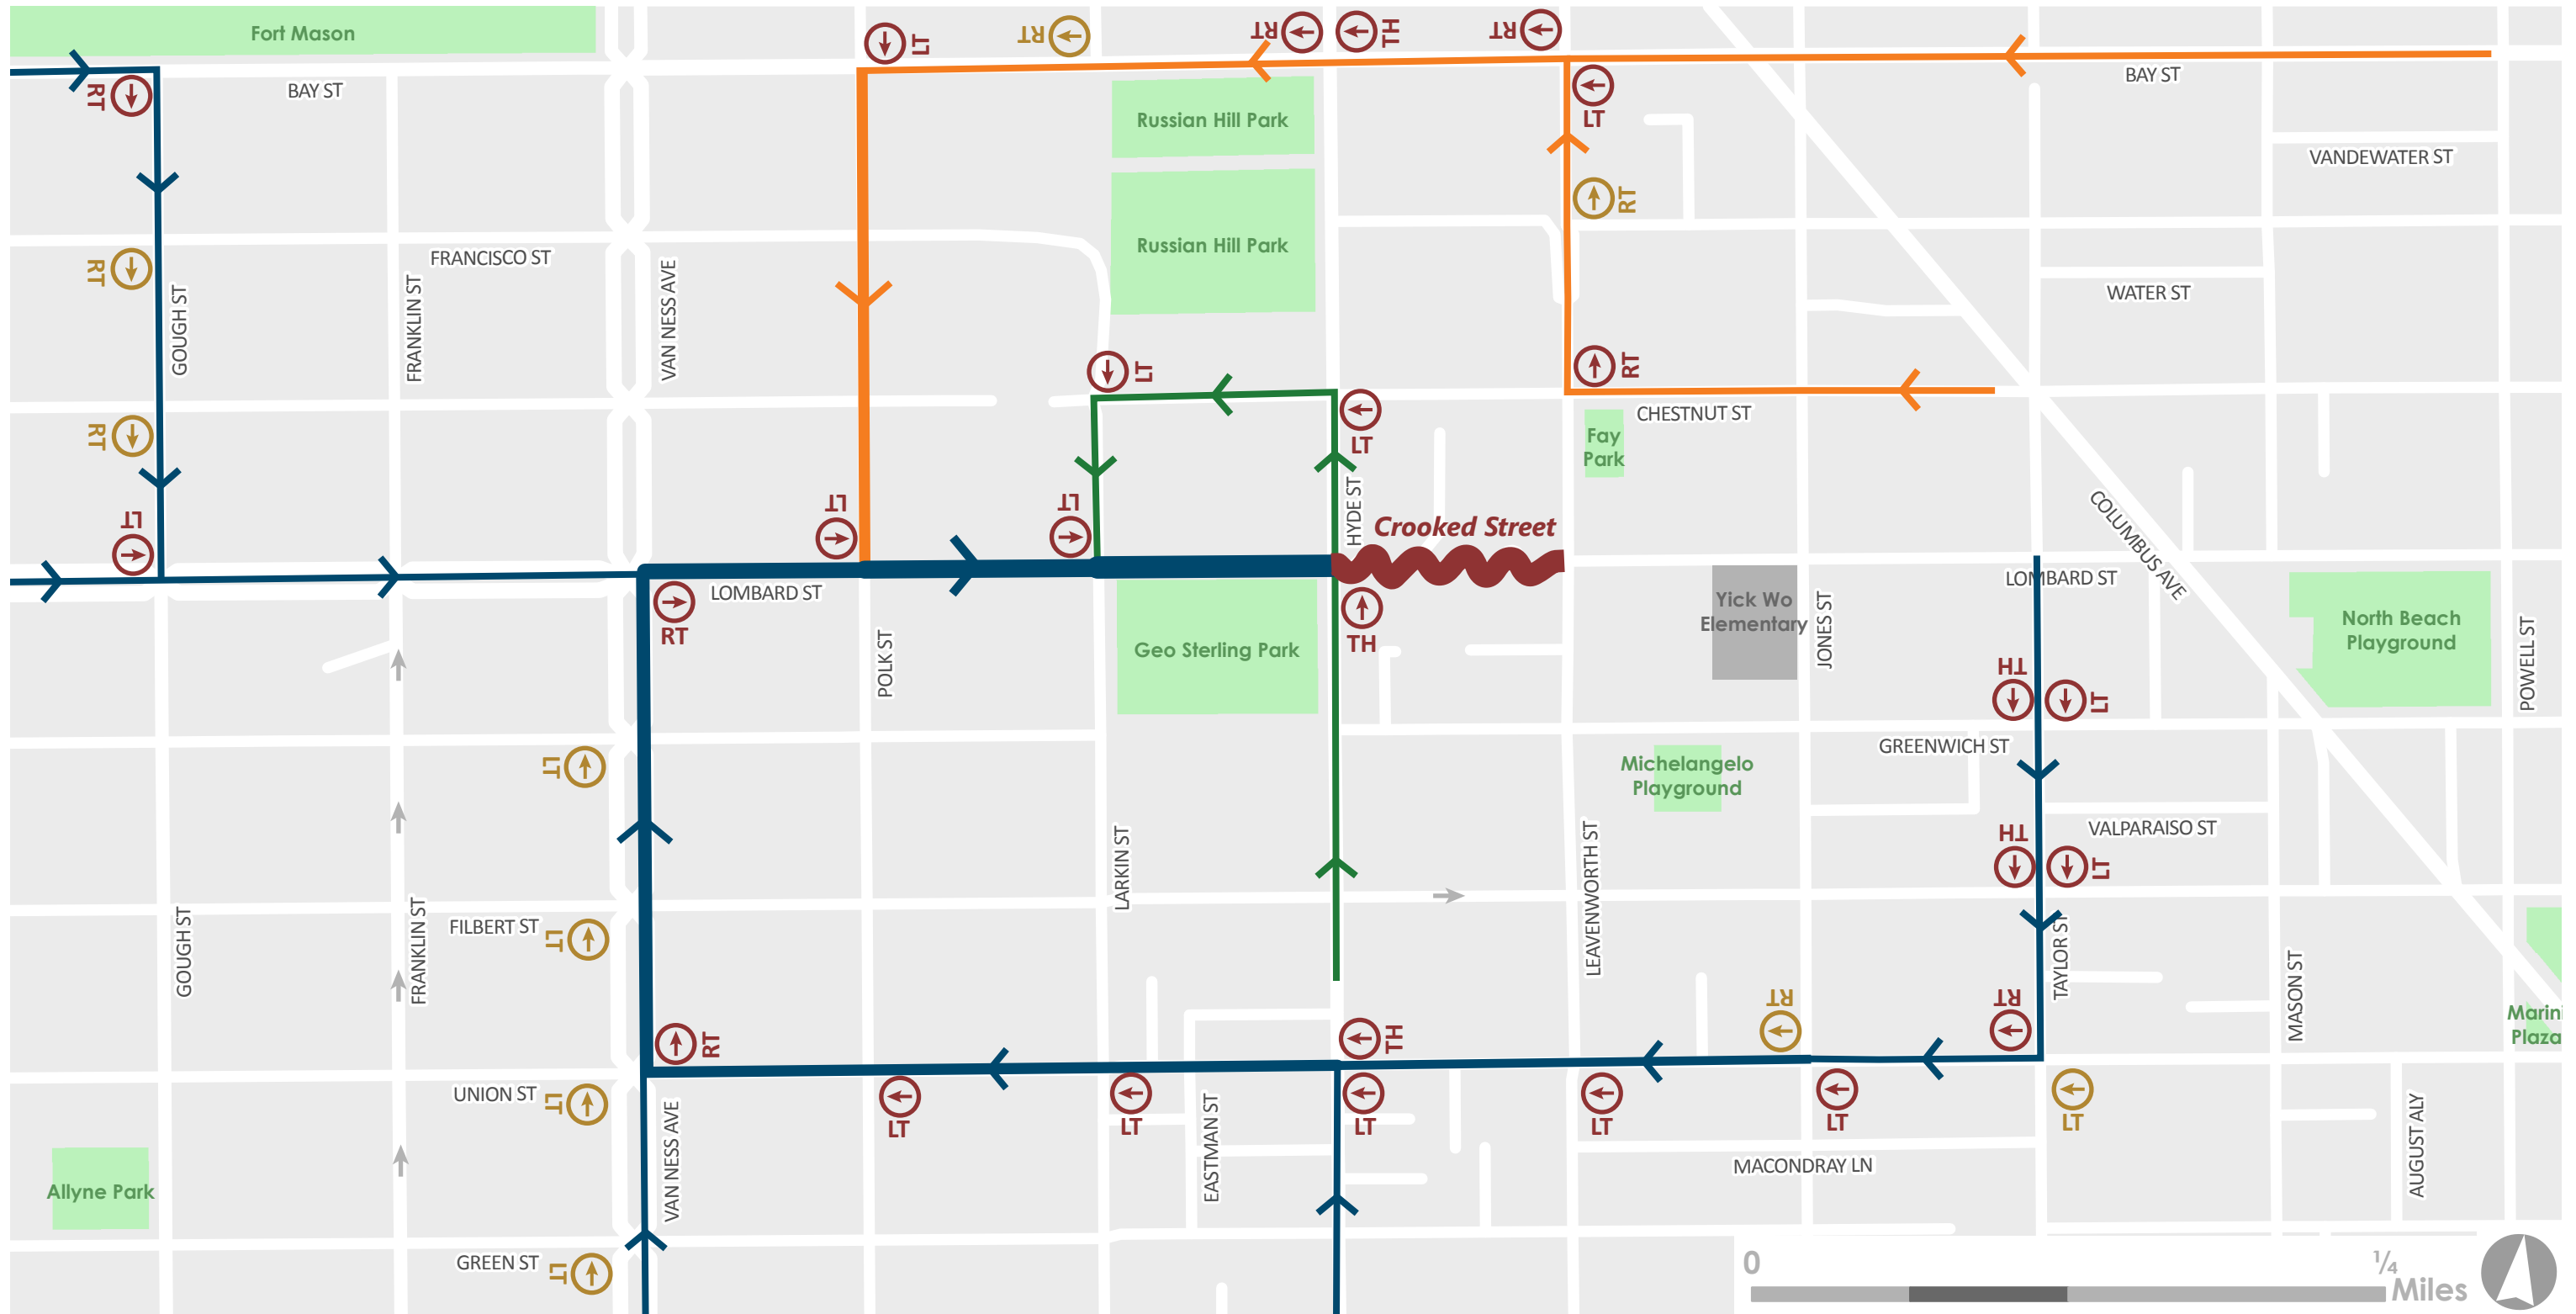 Fort Mason
LT
RT
RT
TH
RT
BAY ST
BAY ST
RT
LT
Russian Hill Park
VANDEWATER ST
RT
Russian Hill Park
FRANCISCO ST
RT
WATER ST
GOUGH ST
FRANKLIN ST
VAN NESS AVE
LT
RT
CHESTNUT ST
RT
LT
Fay
Park
HYDE ST
LT
LT
LT
Crooked Street
COLUMBUS AVE
LOMBARD ST
LOMBARD ST
RT
TH
Yick Wo
Elementary
JONES ST
North Beach
Playground
POWELL ST
POLK ST
Geo Sterling Park
TH
LT
GREENWICH ST
LT
Michelangelo
Playground
LARKIN ST
LEAVENWORTH ST
VALPARAISO ST
TH
LT
GOUGH ST
FRANKLIN ST
FILBERT ST
LT
TAYLOR ST
MASON ST
RT
RT
RT
TH
Marini
Plaza
UNION ST
LT
LT
LT
LT
LT
LT
LT
VAN NESS AVE
EASTMAN ST
AUGUST ALY
MACONDRAY LN
Allyne Park
GREEN ST
LT
0
¼
Miles